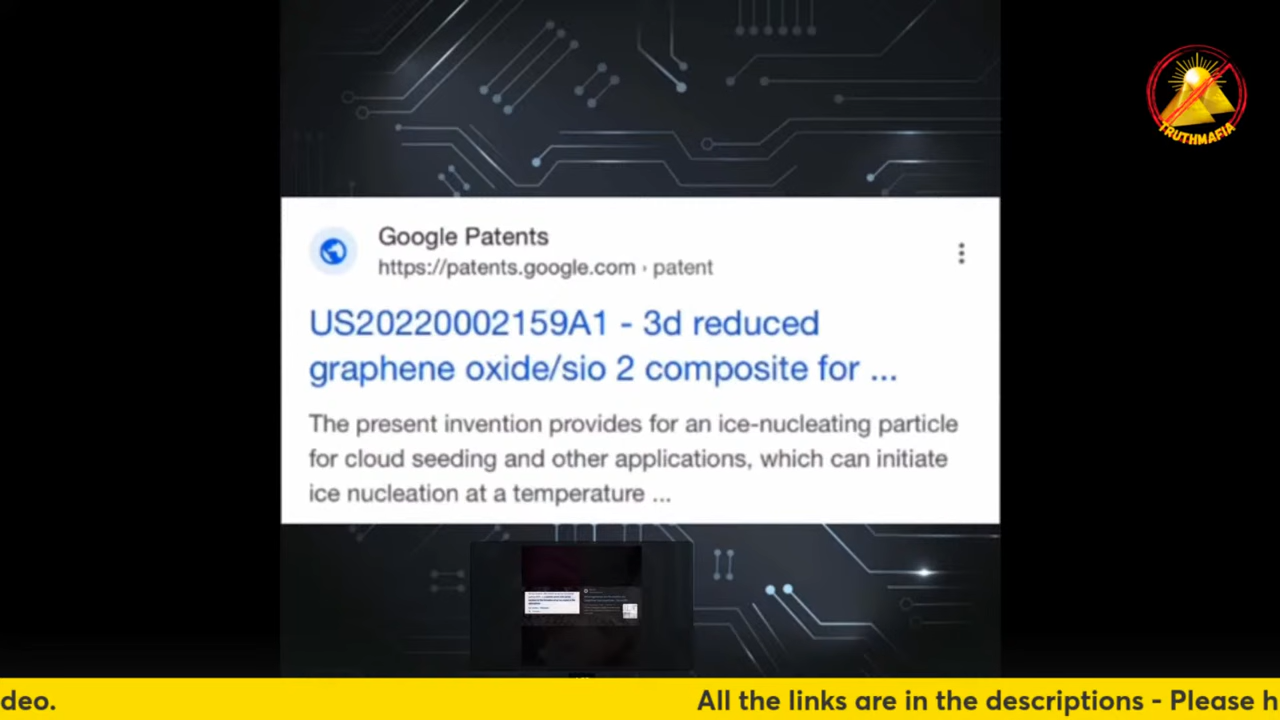 TRUTHMAFIA
Google Patents
https://patents.google.com › patent
US20220002159A1 - 3d reduced
graphene oxide/sio 2 composite for ...
The present invention provides for an ice-nucleating particle
for cloud seeding and other applications, which can initiate
ice nucleation at a temperature ...
deo.
All the links are in the descriptions - Please h